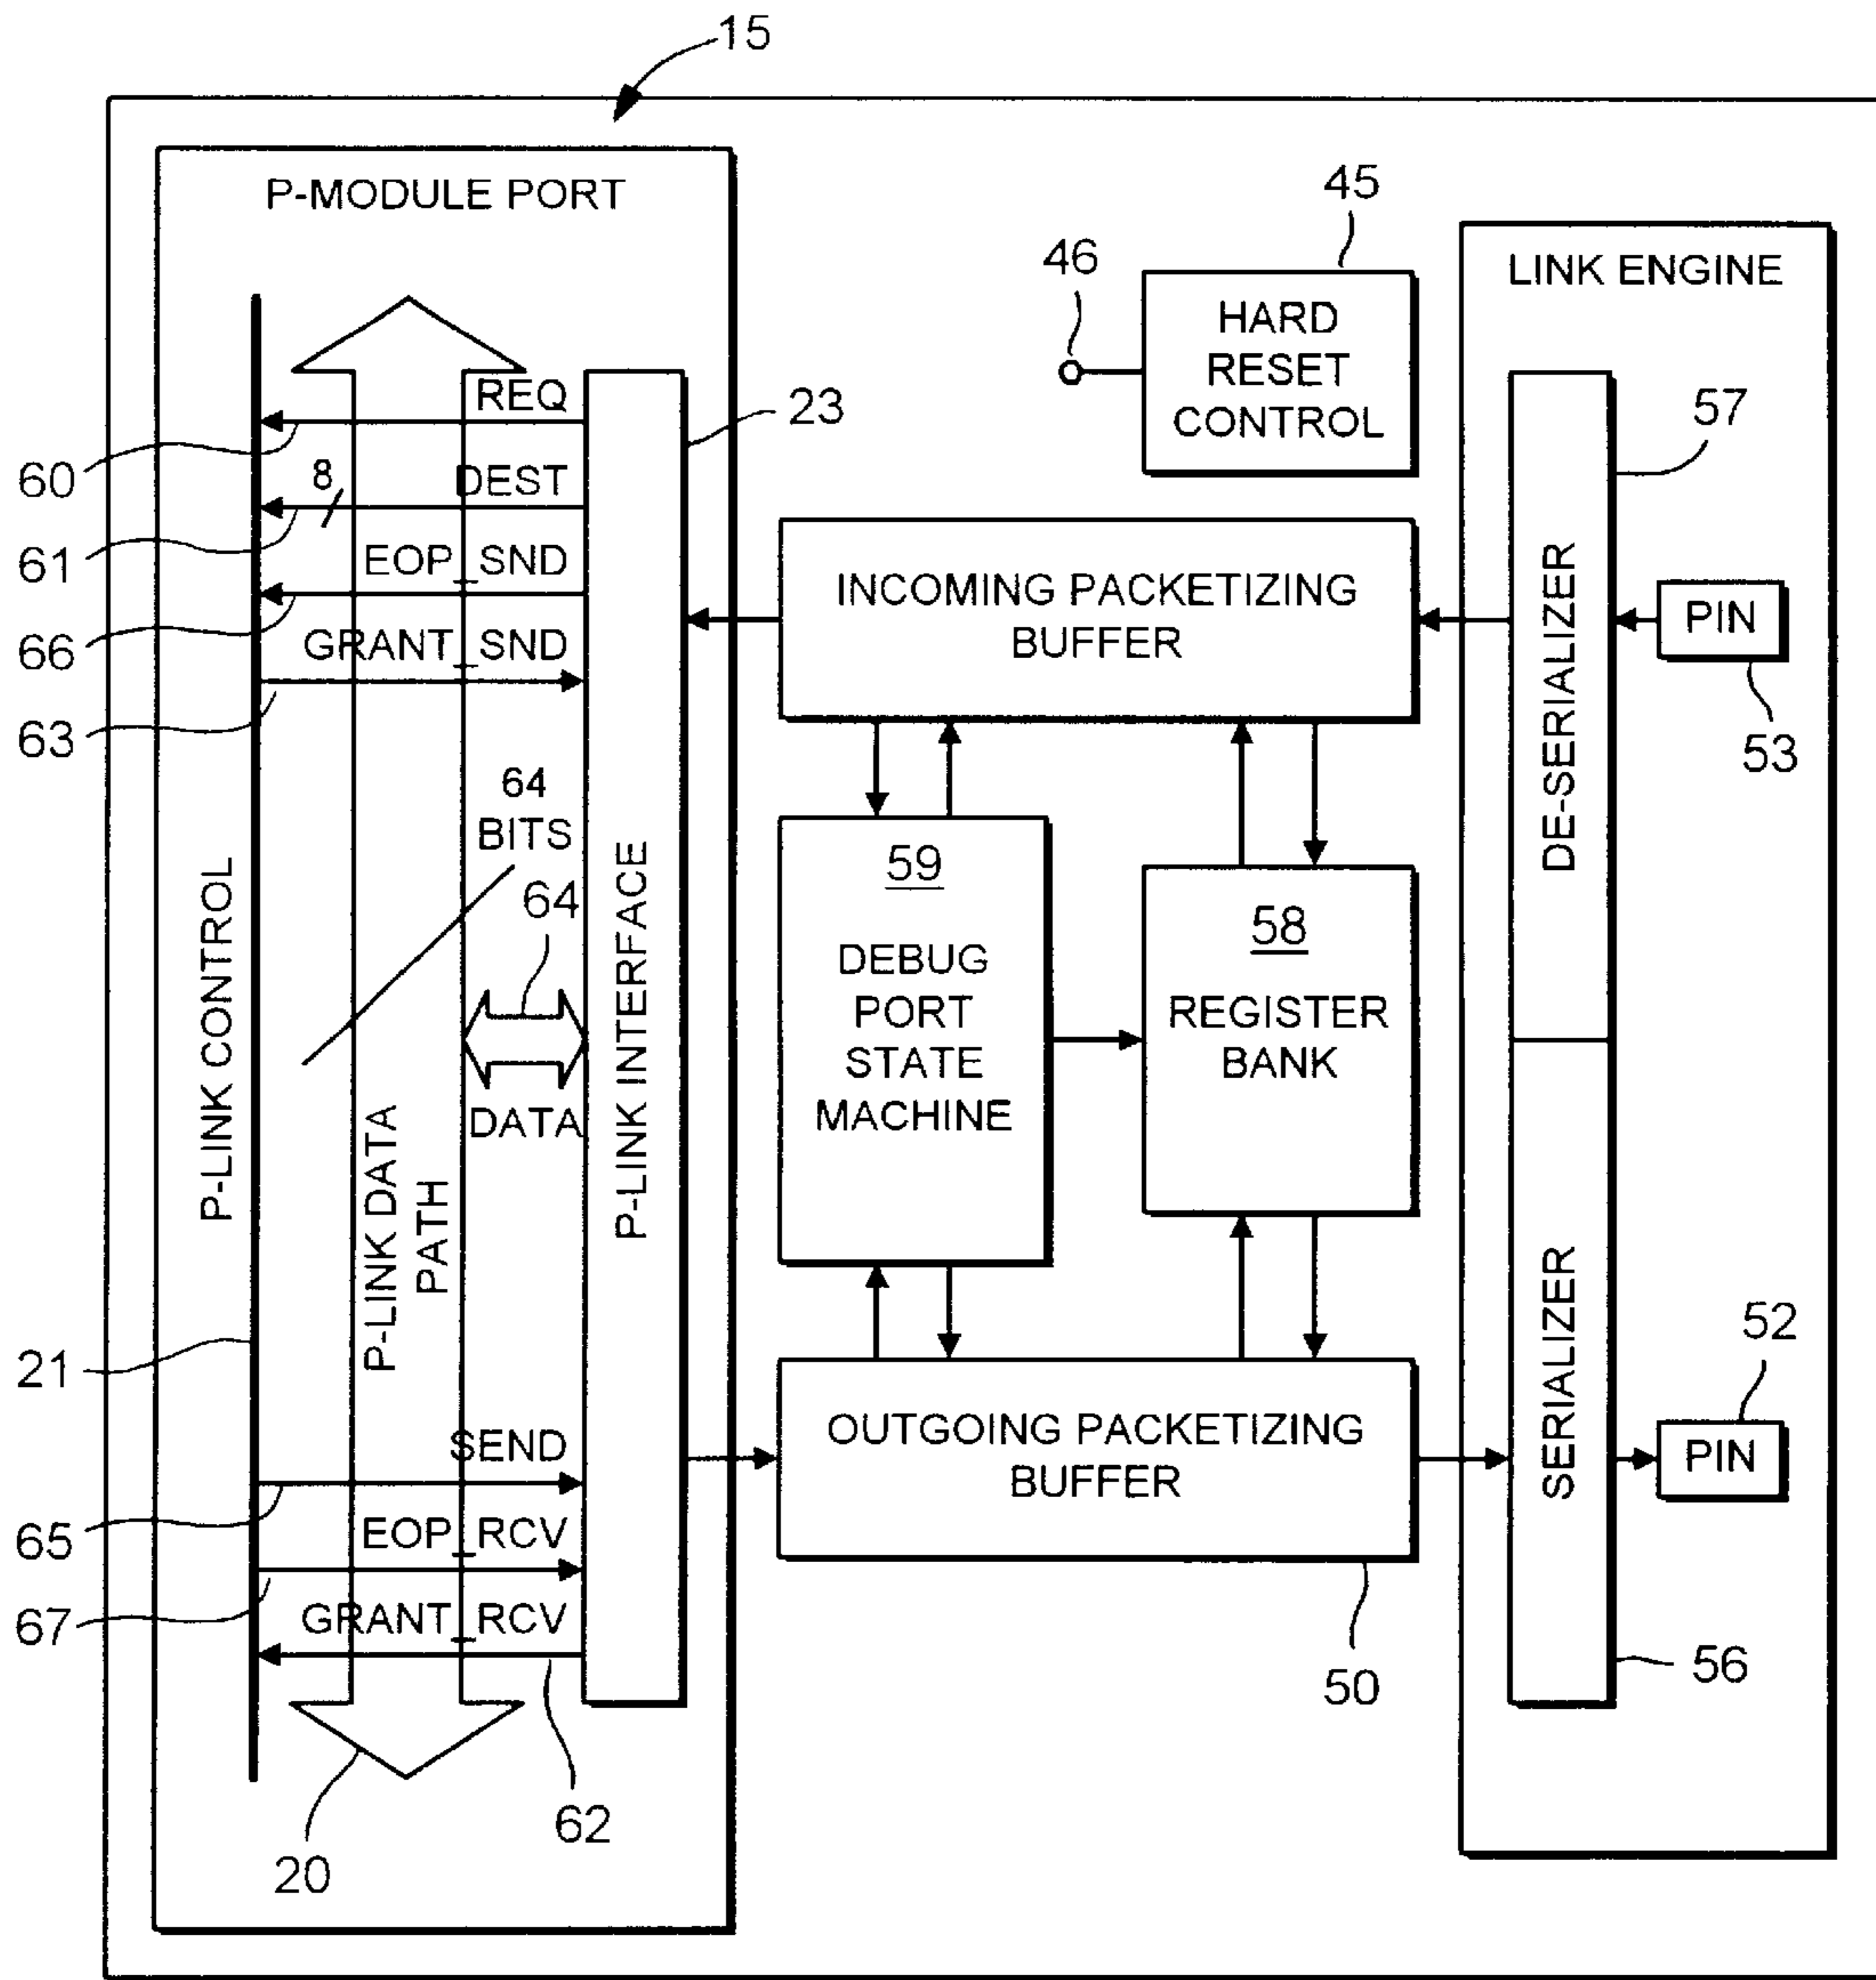 15
P-MODULE PORT
45
46
LINK ENGINE
HARD
RESET
CONTROL
REQ
60
23
57
8
DEST
61
EOP_SND
66
INCOMING PACKETIZING
BUFFER
DE-SERIALIZER
PIN
53
GRANT_SND
63
64
BITS
64
P-LINK CONTROL
P-LINK DATA
PATH
P-LINK INTERFACE
DATA
59
DEBUG
PORT
STATE
MACHINE
58
REGISTER
BANK
21
SERIALIZER
52
PIN
SEND
65
OUTGOING PACKETIZING
BUFFER
EOP_RCV
67
GRANT_RCV
62
50
56
20